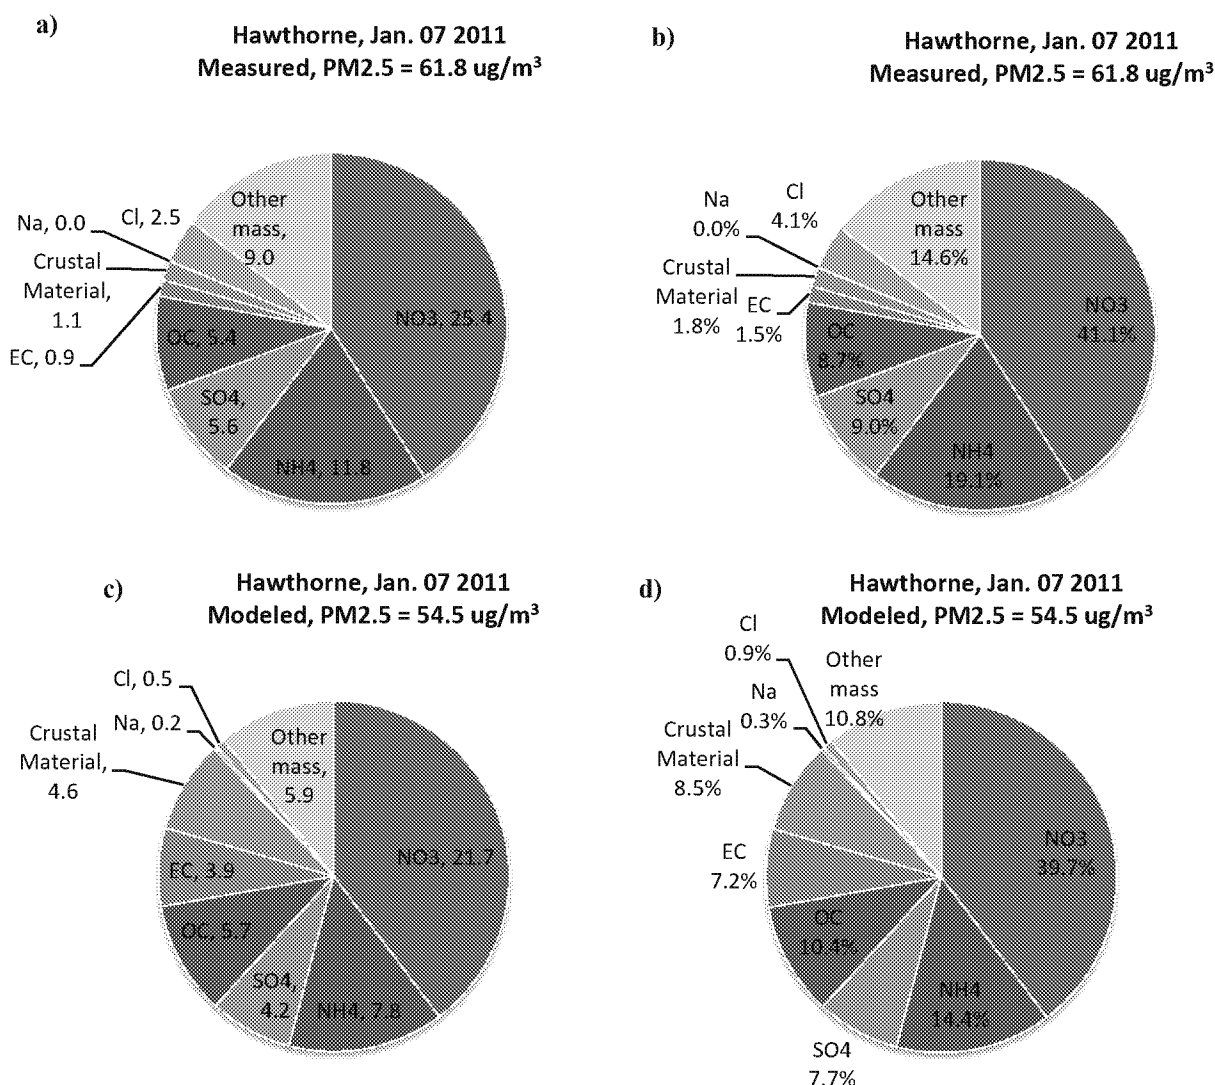 a)
Hawthorne, Jan. 07 2011
Measured, PM2.5 = 61.8 ug/m³
Other
mass,
9.0
Cl, 2.5
Na, 0.0
Crustal
Material,
1.1
EC, 0.9
OC, 5.4
SO4,
5.6
NH4, 11.8
NO3, 25.4
b)
Hawthorne, Jan. 07 2011
Measured, PM2.5 = 61.8 ug/m³
Other
mass
14.6%
Cl
4.1%
Na
0.0%
Crustal
Material
1.8%
EC
1.5%
OC
8.7%
SO4
9.0%
NH4
19.1%
NO3
41.1%
c)
Hawthorne, Jan. 07 2011
Modeled, PM2.5 = 54.5 ug/m³
Cl, 0.5
Na, 0.2
Crustal
Material,
4.6
Other
mass,
5.9
EC, 3.9
OC, 5.7
SO4,
4.2
NH4, 7.8
NO3, 21.7
d)
Hawthorne, Jan. 07 2011
Modeled, PM2.5 = 54.5 ug/m³
Cl
0.9%
Other
mass
10.8%
Na
0.3%
Crustal
Material
8.5%
EC
7.2%
OC
10.4%
SO4
7.7%
NH4
14.4%
NO3
39.7%